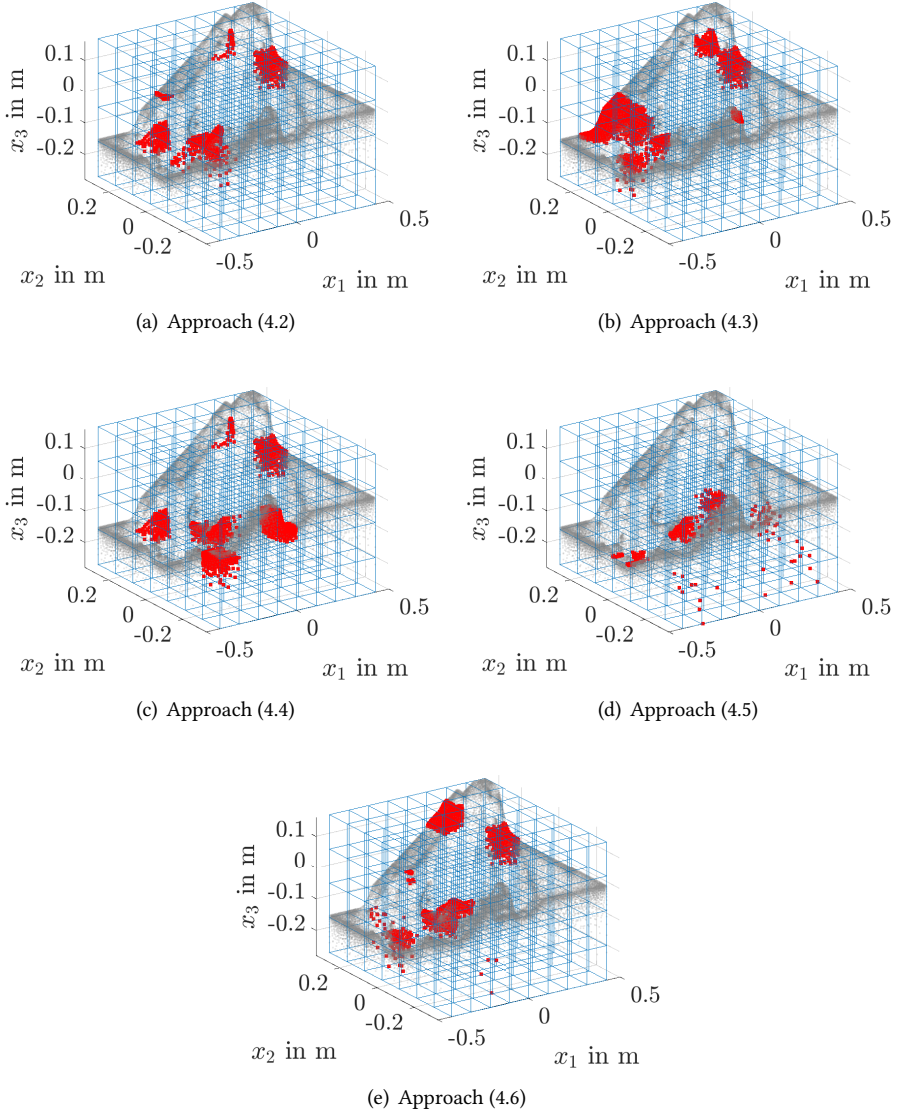 0.1
0
-0.1
-0.2
x₃ in m
0.2
0
-0.2
x₂ in m
-0.5
0
0.5
x₁ in m
(a) Approach (4.2)
0.1
0
-0.1
-0.2
x₃ in m
0.2
0
-0.2
x₂ in m
-0.5
0
0.5
x₁ in m
(b) Approach (4.3)
0.1
0
-0.1
-0.2
x₃ in m
0.2
0
-0.2
x₂ in m
-0.5
0
0.5
x₁ in m
(c) Approach (4.4)
0.1
0
-0.1
-0.2
x₃ in m
0.2
0
-0.2
x₂ in m
-0.5
0
0.5
x₁ in m
(d) Approach (4.5)
0.1
0
-0.1
-0.2
x₃ in m
0.2
0
-0.2
x₂ in m
-0.5
0
0.5
x₁ in m
(e) Approach (4.6)